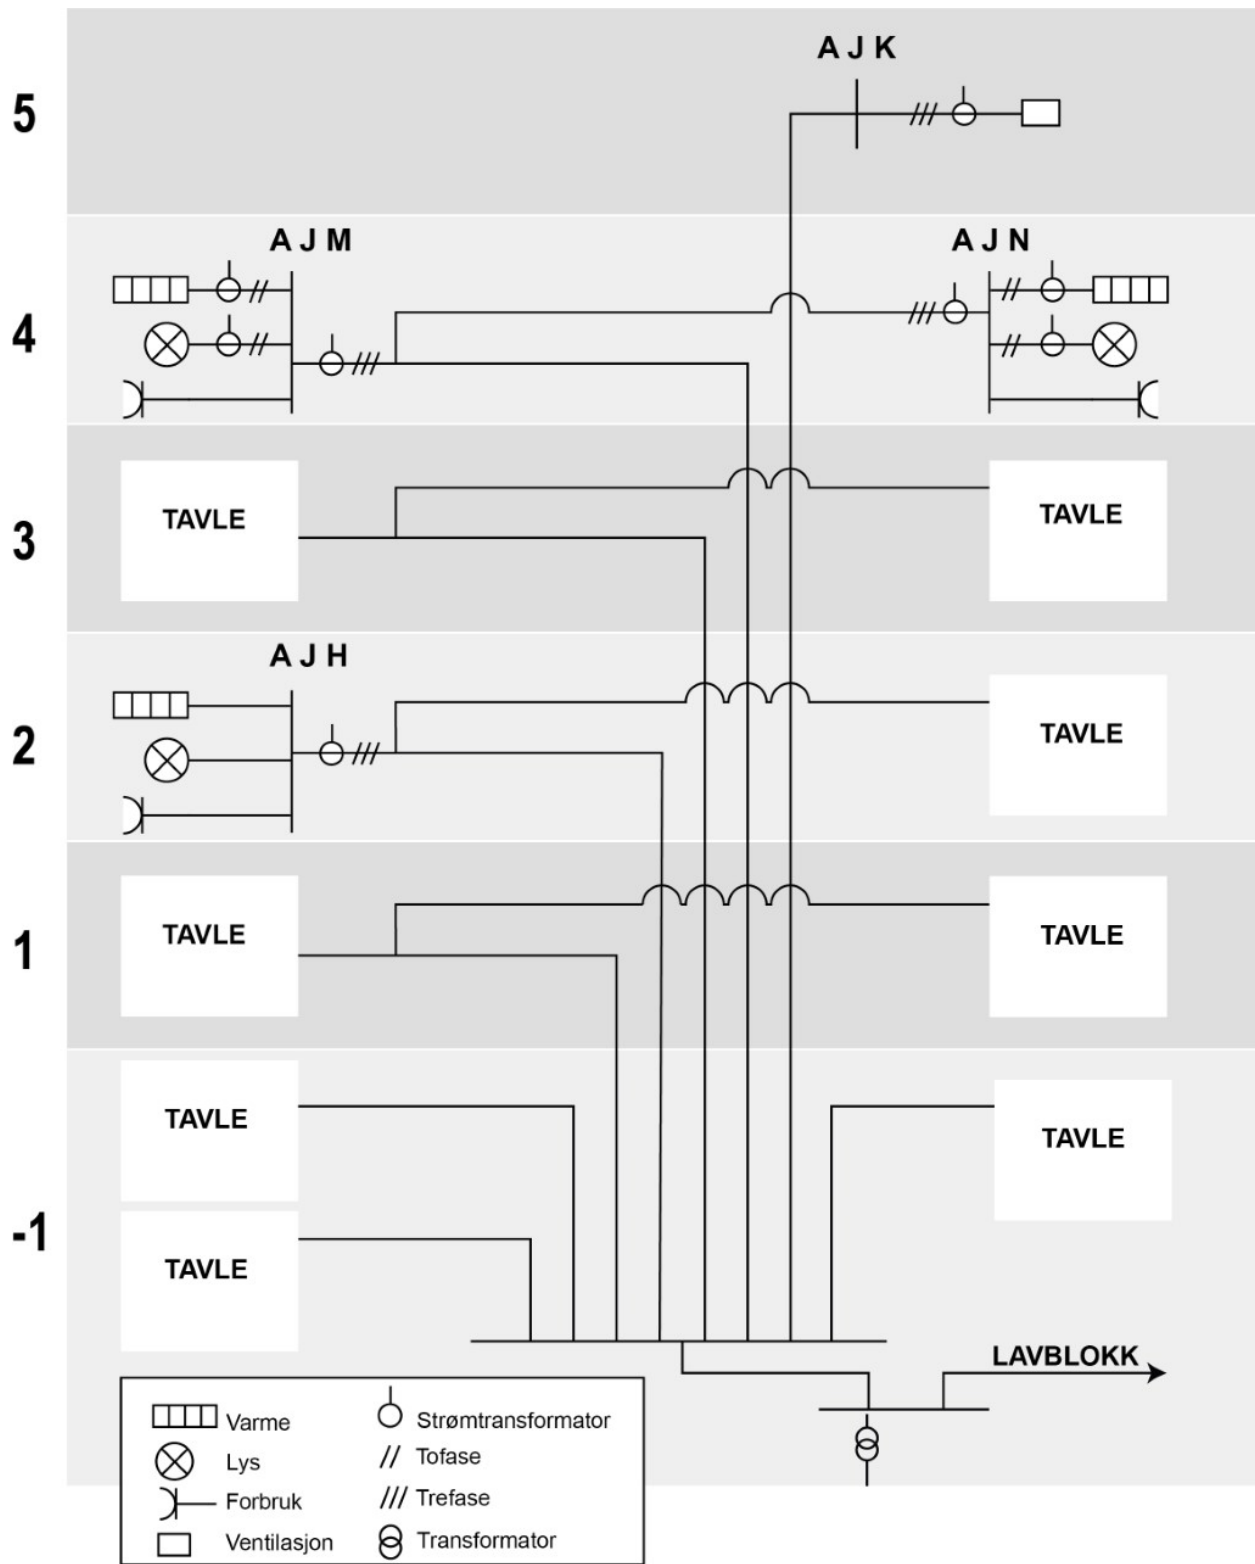 A J K
5
A J M
A J N
4
TAVLE
TAVLE
3
A J H
2
TAVLE
TAVLE
TAVLE
1
TAVLE
TAVLE
-1
TAVLE
LAVBLOKK
Varme
Strømtransformator
Lys
Tofase
Forbruk
Trefase
Ventilasjon
Transformator